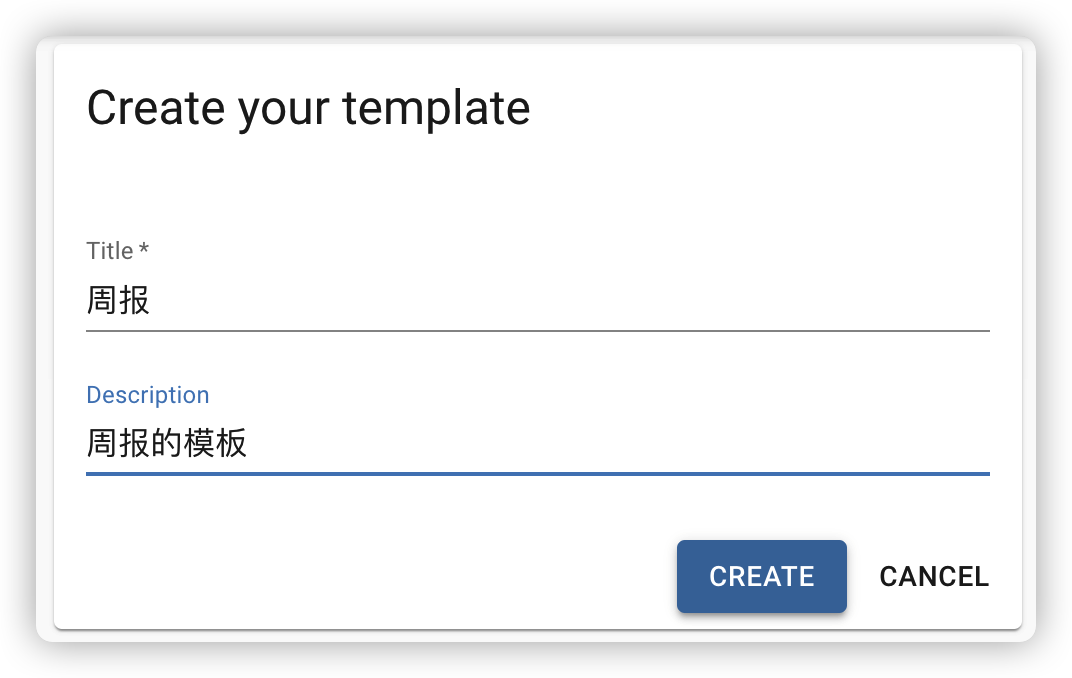 Create your template
Title *
周报
Description
周报的模板
CREATE CANCEL